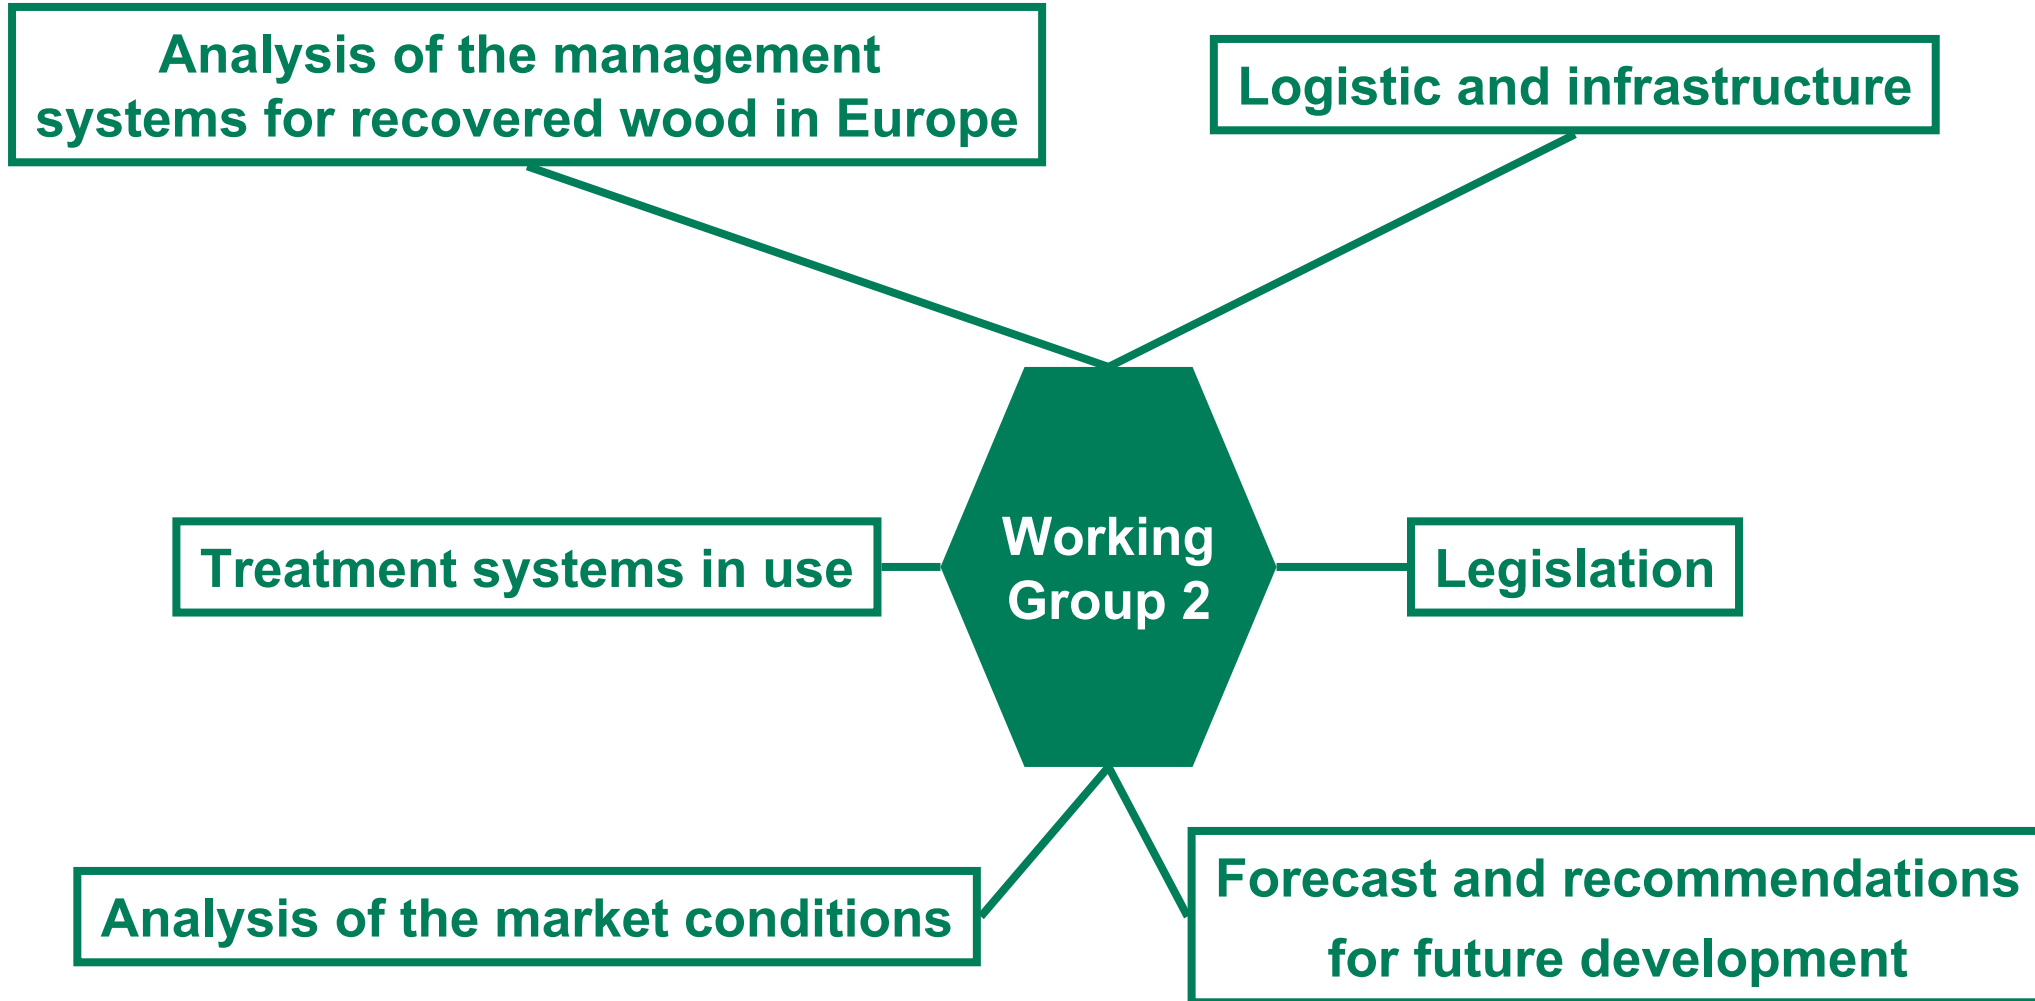 Analysis of the management
systems for recovered wood in Europe
Logistic and infrastructure
Treatment systems in use
Working
Group 2
Legislation
Analysis of the market conditions
Forecast and recommendations
for future development